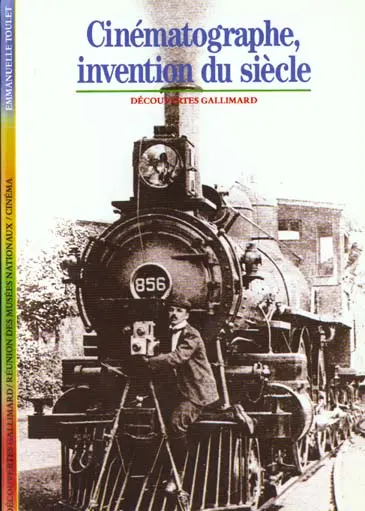 Cinématographe,
invention du siècle
DÉCOUVERTES GALLIMARD
EMMANUELLE TOULET
DÉCOUVERTES GALLIMARD / RÉUNION DES MUSÉES NATIONAUX / CINÉMA
856